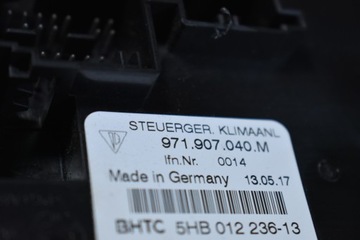 STEUERGER. KLIMAANL
971.907.040.M
lfn.Nr. 0014
Made in Germany 13.05.17
BHTC 5HB 012 236-13